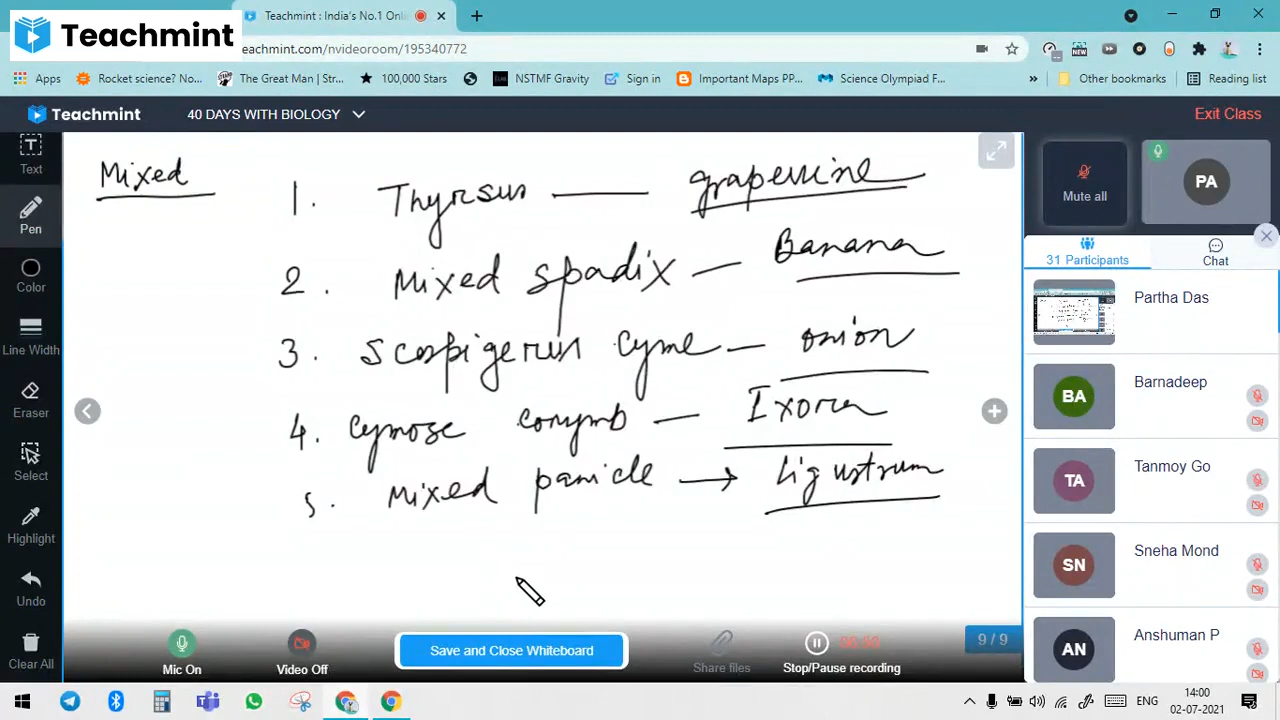 Teachmint : India's No.1 Onli
Teachmint
eachmint.com/nvideoroom/195340772
NEW
Apps
Rocket science? No...
The Great Man | Str...
100,000 Stars
NSTMF Gravity
Sign in
Important Maps PP...
Science Olympiad F...
»
Other bookmarks
Reading list
Teachmint
40 DAYS WITH BIOLOGY
Exit Class
Text
Pen
Color
Line Width
Eraser
Select
Highlight
Undo
Clear All
Mixed
1. Thyrsus — grapevine
2. Mixed spadix — Banana
3. Scorpigerus cyme — onion
4. Cymose corymb — Ixora
5. Mixed panicle → Ligustrum
Mute all
PA
31 Participants
Chat
Partha Das
BA Barnadeep
TA Tanmoy Go
SN Sneha Mond
AN Anshuman P
Mic On
Video Off
Save and Close Whiteboard
Share files
Stop/Pause recording
9 / 9
ENG
14:00
02-07-2021